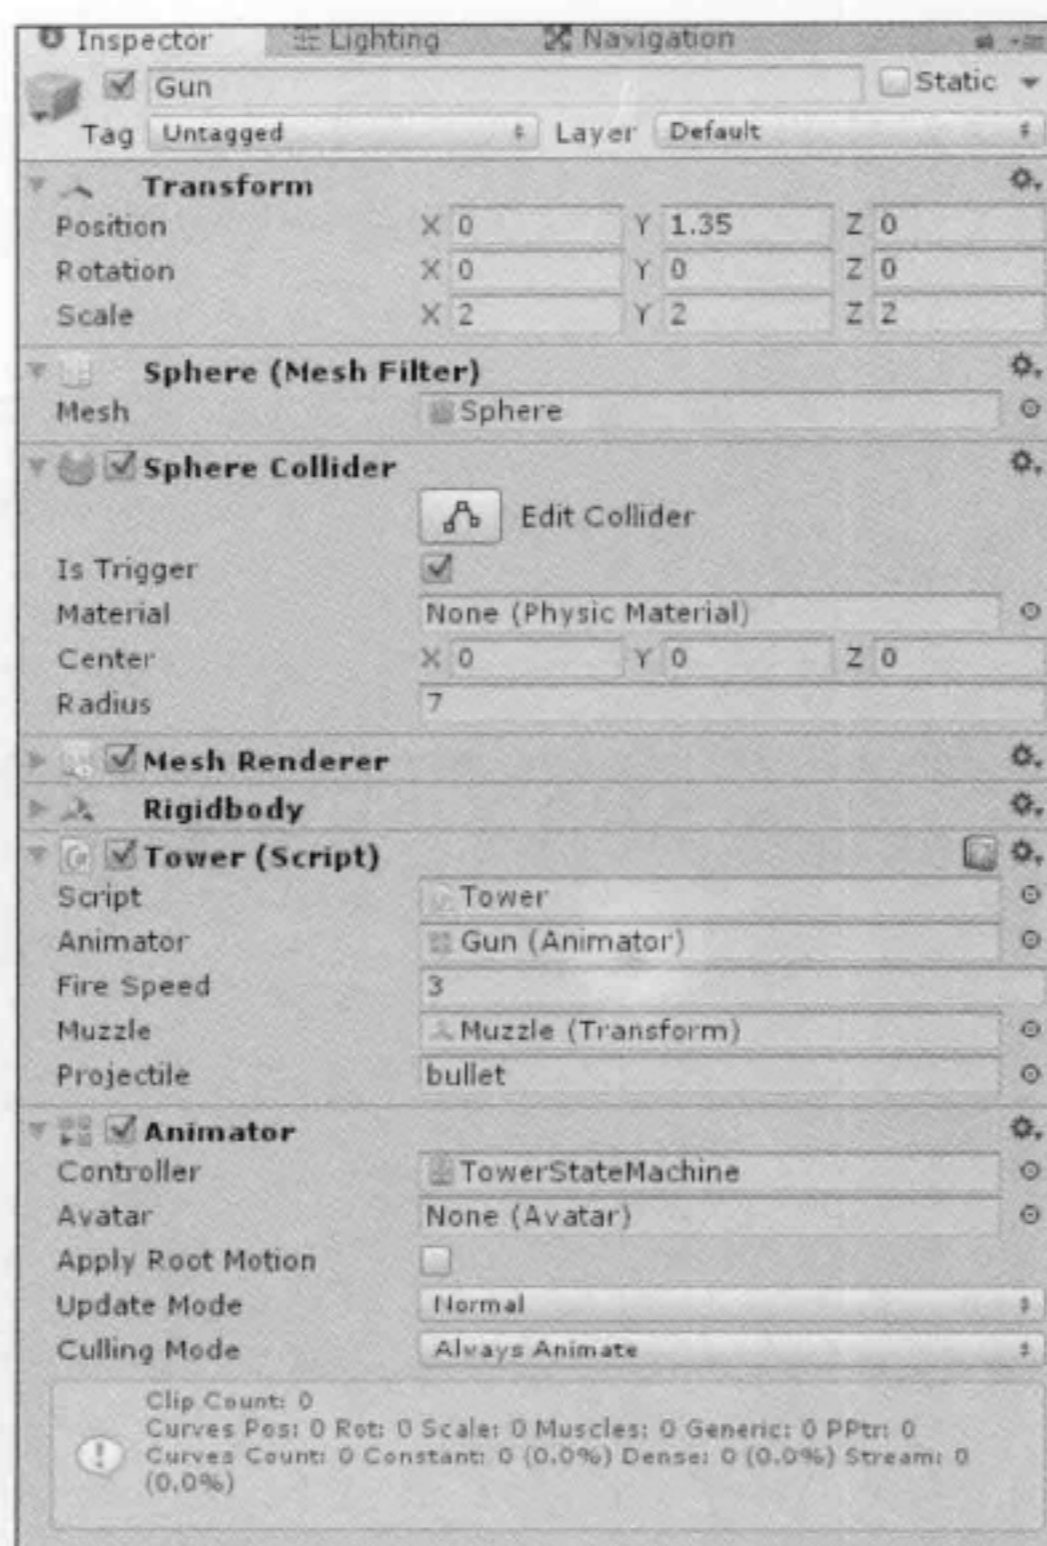 Inspector Lighting Navigation
Gun Static
Tag Untagged Layer Default
Transform
Position X 0 Y 1.35 Z 0
Rotation X 0 Y 0 Z 0
Scale X 2 Y 2 Z 2
Sphere (Mesh Filter)
Mesh Sphere
Sphere Collider
Edit Collider
Is Trigger
Material None (Physic Material)
Center X 0 Y 0 Z 0
Radius 7
Mesh Renderer
Rigidbody
Tower (Script)
Script Tower
Animator Gun (Animator)
Fire Speed 3
Muzzle Muzzle (Transform)
Projectile bullet
Animator
Controller TowerStateMachine
Avatar None (Avatar)
Apply Root Motion
Update Mode Normal
Culling Mode Always Animate
Clip Count: 0
Curves Pos: 0 Rot: 0 Scale: 0 Muscles: 0 Generic: 0 PPtr: 0
Curves Count: 0 Constant: 0 (0.0%) Dense: 0 (0.0%) Stream: 0
(0.0%)